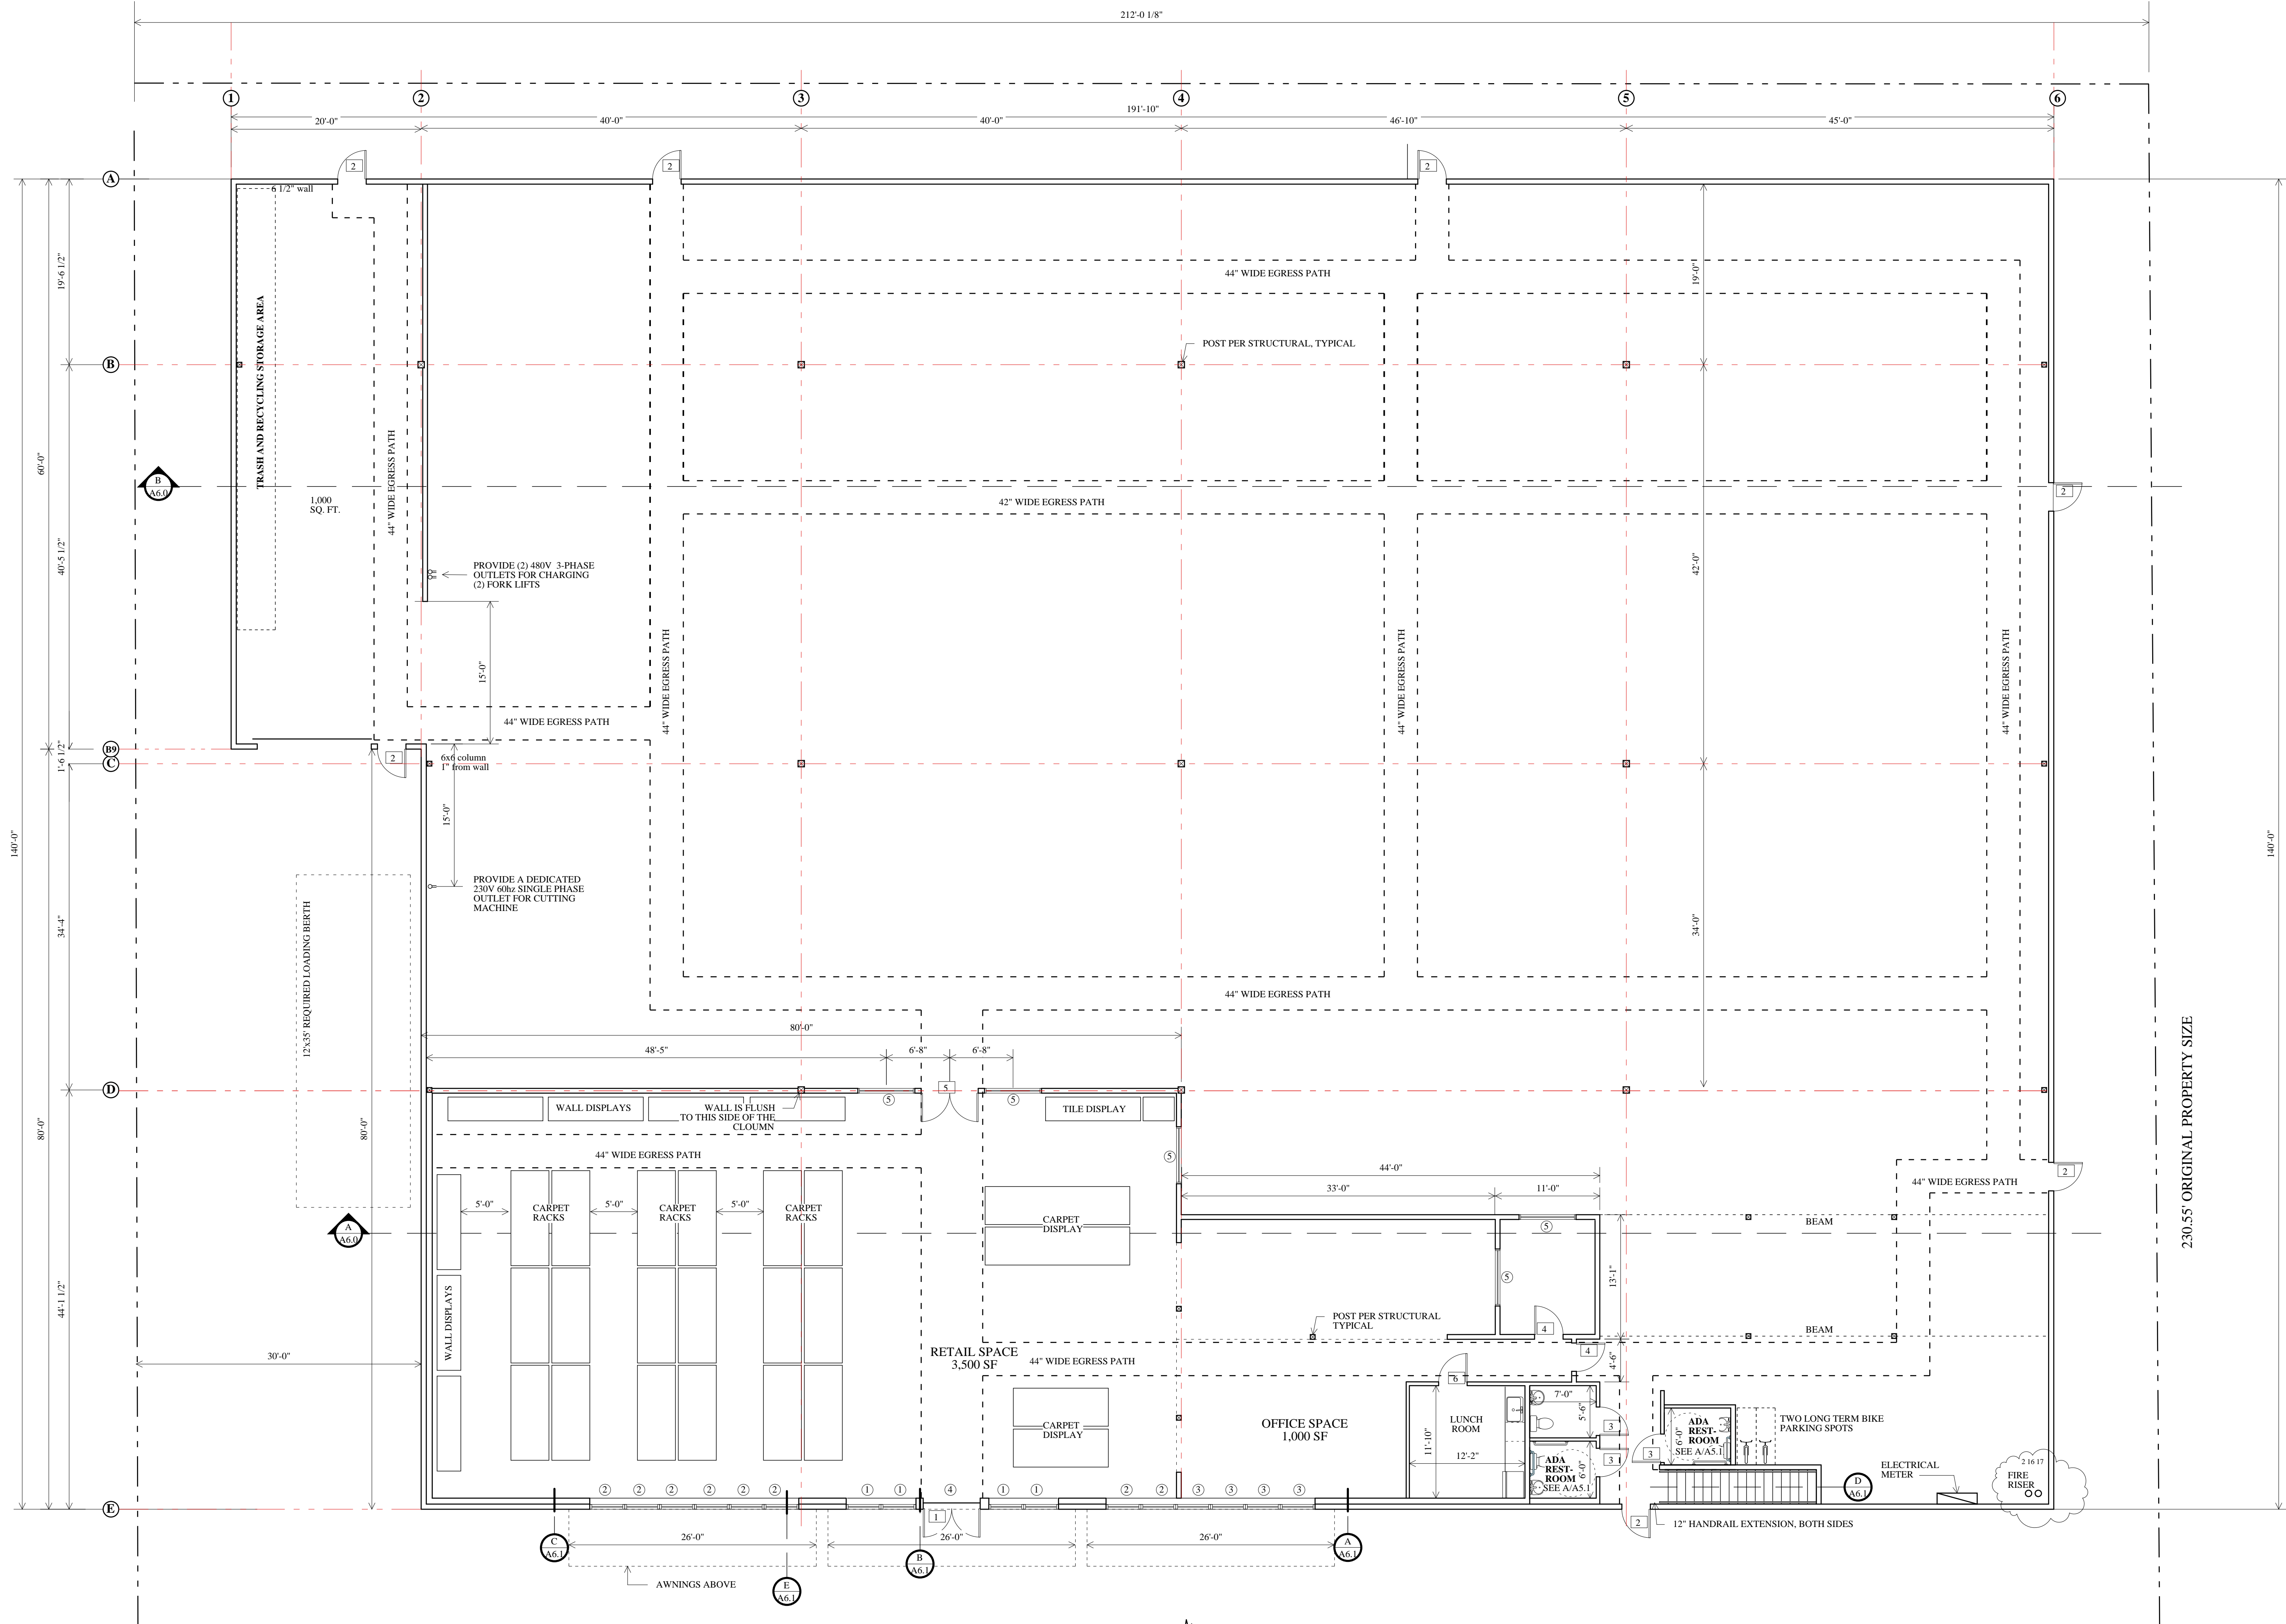 212'-0 1/8"
1
2
3
4
5
6
191'-10"
20'-0"
40'-0"
40'-0"
46'-10"
45'-0"
2
2
2
A
6 1/2" wall
19'-6 1/2"
19'-0"
44" WIDE EGRESS PATH
TRASH AND RECYCLING STORAGE AREA
POST PER STRUCTURAL, TYPICAL
B
60'-0"
44" WIDE EGRESS PATH
B
A6.0
1,000
SQ. FT.
42" WIDE EGRESS PATH
2
40'-5 1/2"
42'-0"
PROVIDE (2) 480V 3-PHASE
OUTLETS FOR CHARGING
(2) FORK LIFTS
15'-0"
44" WIDE EGRESS PATH
44" WIDE EGRESS PATH
44" WIDE EGRESS PATH
44" WIDE EGRESS PATH
B9
1'-6 1/2"
C
2
6x6 column
1" from wall
15'-0"
140'-0"
140'-0"
PROVIDE A DEDICATED
230V 60hz SINGLE PHASE
OUTLET FOR CUTTING
MACHINE
12'x35' REQUIRED LOADING BERTH
34'-4"
34'-0"
44" WIDE EGRESS PATH
80'-0"
48'-5"
6'-8"
6'-8"
230.55' ORIGINAL PROPERTY SIZE
D
5
5
5
WALL DISPLAYS
WALL IS FLUSH
TO THIS SIDE OF THE
CLOUMN
TILE DISPLAY
80'-0"
80'-0"
44" WIDE EGRESS PATH
5
44'-0"
2
44" WIDE EGRESS PATH
33'-0"
11'-0"
5'-0"
CARPET
RACKS
5'-0"
CARPET
RACKS
5'-0"
CARPET
RACKS
CARPET
DISPLAY
5
BEAM
A
A6.0
5
13'-1"
44'-1 1/2"
WALL DISPLAYS
POST PER STRUCTURAL
TYPICAL
4
BEAM
4
30'-0"
RETAIL SPACE
3,500 SF
44" WIDE EGRESS PATH
4'-6"
6
7'-0"
5'-6"
CARPET
DISPLAY
OFFICE SPACE
1,000 SF
LUNCH
ROOM
11'-10"
12'-2"
3
3
3
ADA
REST-
ROOM
SEE A/A5.1
6'-0"
ADA
REST-
ROOM
SEE A/A5.1
6'-0"
TWO LONG TERM BIKE
PARKING SPOTS
ELECTRICAL
METER
2 16 17
FIRE
RISER
2
2
2
2
2
2
1
1
4
1
1
2
2
3
3
3
3
D
A6.1
E
1
2
12" HANDRAIL EXTENSION, BOTH SIDES
C
A6.1
26'-0"
26'-0"
26'-0"
B
A6.1
A
A6.1
AWNINGS ABOVE
E
A6.1